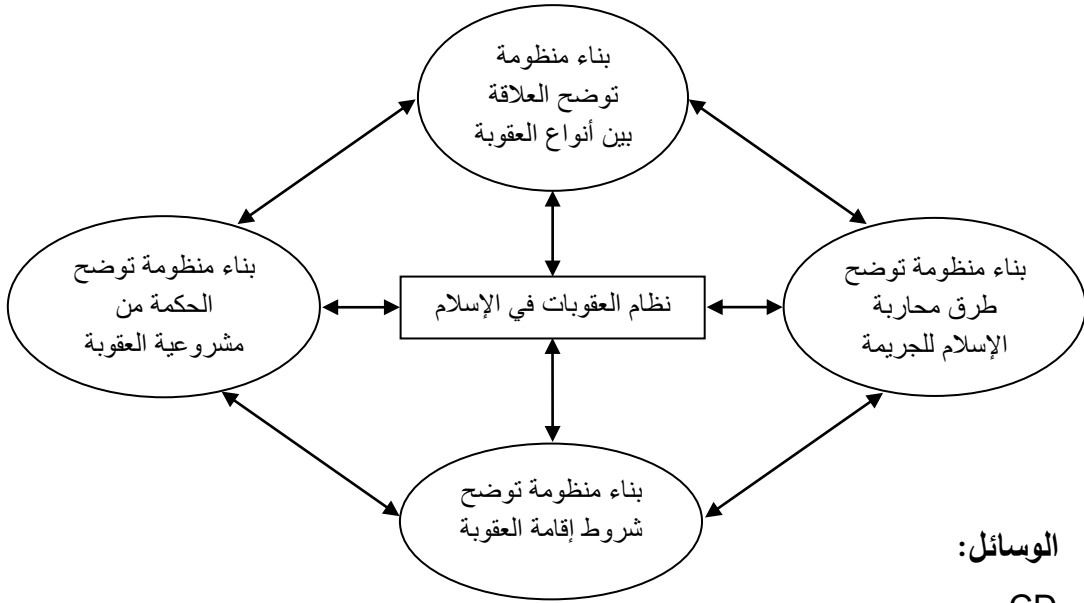 بناء منظومة
توضح العلاقة
بين أنواع العقوبة
بناء منظومة توضح
طرق محاربة
الإسلام للجريمة
نظام العقوبات في الإسلام
بناء منظومة توضح
الحكمة من
مشروعية العقوبة
بناء منظومة توضح
شروط إقامة العقوبة
الوسائل:
CD